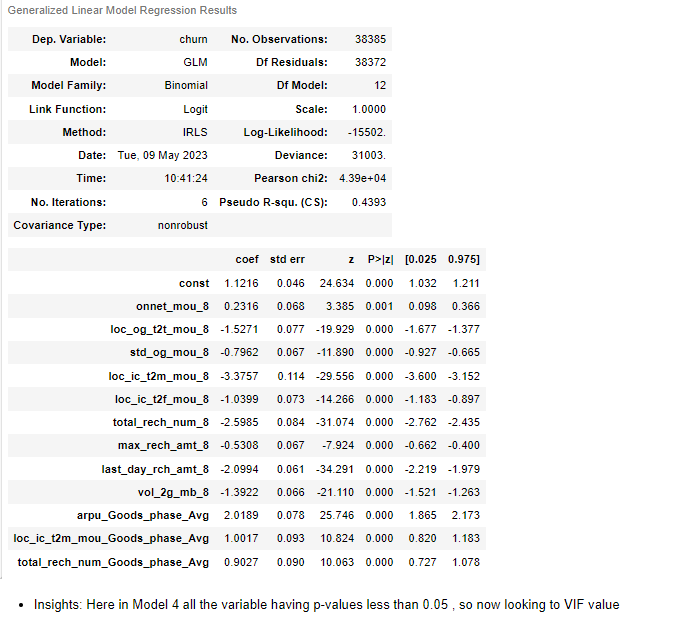 Generalized Linear Model Regression Results
Dep. Variable: churn No. Observations: 38385
Model: GLM Df Residuals: 38372
Model Family: Binomial Df Model: 12
Link Function: Logit Scale: 1.0000
Method: IRLS Log-Likelihood: -15502.
Date: Tue, 09 May 2023 Deviance: 31003.
Time: 10:41:24 Pearson chi2: 4.39e+04
No. Iterations: 6 Pseudo R-squ. (CS): 0.4393
Covariance Type: nonrobust
coef std err z P>|z| [0.025 0.975]
const 1.1216 0.046 24.634 0.000 1.032 1.211
onnet_mou_8 0.2316 0.068 3.385 0.001 0.098 0.366
loc_og_t2t_mou_8 -1.5271 0.077 -19.929 0.000 -1.677 -1.377
std_og_mou_8 -0.7962 0.067 -11.890 0.000 -0.927 -0.665
loc_ic_t2m_mou_8 -3.3757 0.114 -29.556 0.000 -3.600 -3.152
loc_ic_t2f_mou_8 -1.0399 0.073 -14.266 0.000 -1.183 -0.897
total_rech_num_8 -2.5985 0.084 -31.074 0.000 -2.762 -2.435
max_rech_amt_8 -0.5308 0.067 -7.924 0.000 -0.662 -0.400
last_day_rch_amt_8 -2.0994 0.061 -34.291 0.000 -2.219 -1.979
vol_2g_mb_8 -1.3922 0.066 -21.110 0.000 -1.521 -1.263
arpu_Goods_phase_Avg 2.0189 0.078 25.746 0.000 1.865 2.173
loc_ic_t2m_mou_Goods_phase_Avg 1.0017 0.093 10.824 0.000 0.820 1.183
total_rech_num_Goods_phase_Avg 0.9027 0.090 10.063 0.000 0.727 1.078
• Insights: Here in Model 4 all the variable having p-values less than 0.05 , so now looking to VIF value